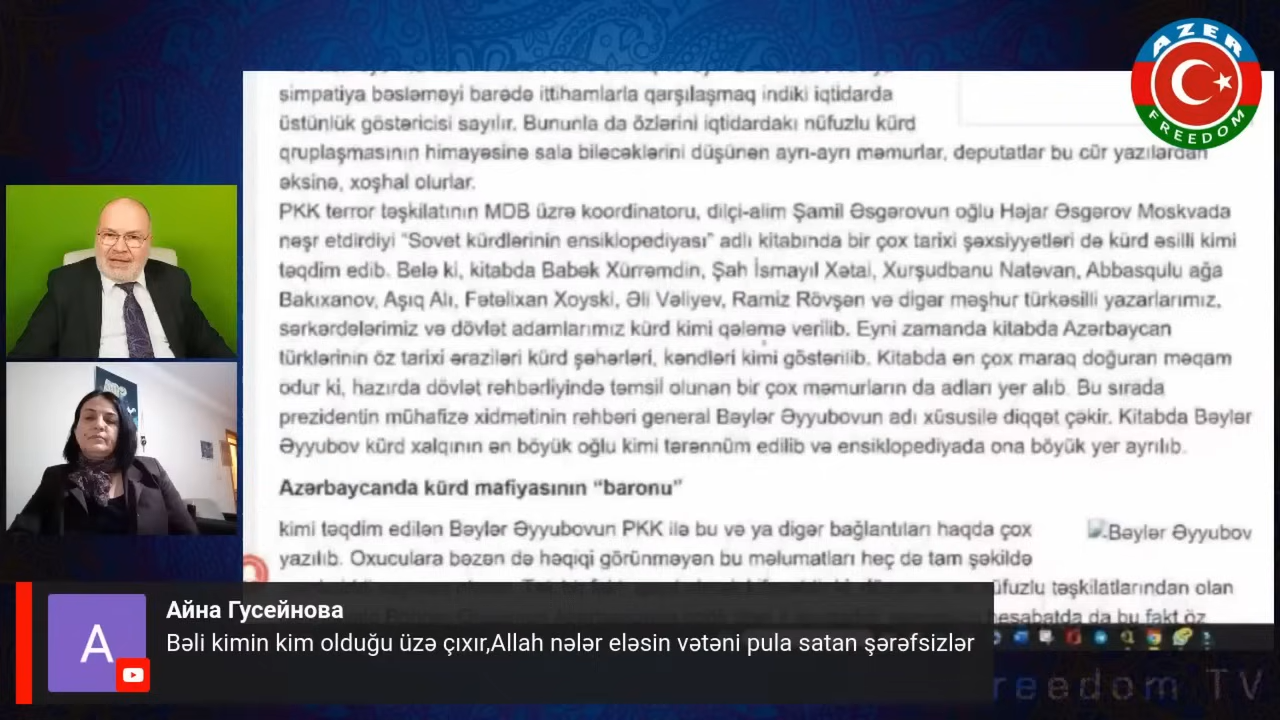 AZER
FREEDOM
simpatiya bəsləməyi barədə ittihamlarla qarşılaşmaq indiki iqtidarda
üstünlük göstəricisi sayılır. Bununla da özlərini iqtidardakı nüfuzlu kürd
qruplaşmasının himayəsinə sala biləcəklərini düşünən ayrı-ayrı məmurlar, deputatlar bu cür yazılardan
əksinə, xoşhal olurlar.
PKK terror təşkilatının MDB üzrə koordinatoru, dilçi-alim Şamil Əsgərovun oğlu Həjar Əsgərov Moskvada
nəşr etdirdiyi “Sovet kürdlərinin ensiklopediyası” adlı kitabında bir çox tarixi şəxsiyyətləri də kürd əsilli kimi
təqdim edib. Belə ki, kitabda Babək Xürrəmdin, Şah İsmayıl Xətai, Xurşudbanu Natəvan, Abbasqulu ağa
Bakıxanov, Aşıq Alı, Fətəlixan Xoyski, Əli Vəliyev, Ramiz Rövşən və digər məşhur türkəsilli yazarlarımız,
sərkərdələrimiz və dövlət adamlarımız kürd kimi qələmə verilib. Eyni zamanda kitabda Azərbaycan
türklərinin öz tarixi əraziləri kürd şəhərləri, kəndləri kimi göstərilib. Kitabda ən çox maraq doğuran məqam
odur ki, hazırda dövlət rəhbərliyində təmsil olunan bir çox məmurların da adları yer alıb. Bu sırada
prezidentin mühafizə xidmətinin rəhbəri general Bəylər Əyyubovun adı xüsusilə diqqət çəkir. Kitabda Bəylər
Əyyubov kürd xalqının ən böyük oğlu kimi tərənnüm edilib və ensiklopediyada ona böyük yer ayrılıb.
Azərbaycanda kürd mafiyasının “baronu”
kimi təqdim edilən Bəylər Əyyubovun PKK ilə bu və ya digər bağlantıları haqda çox
yazılıb. Oxuculara bəzən də həqiqi görünməyən bu məlumatları heç də tam şəkildə
Bəylər Əyyubov
təşkilatlarından olan
hesabatda da bu fakt öz
A
Айна Гусейнова
Bəli kimin kim olduğu üzə çıxır,Allah nələr eləsin vətəni pula satan şərəfsizlər
reedom TV